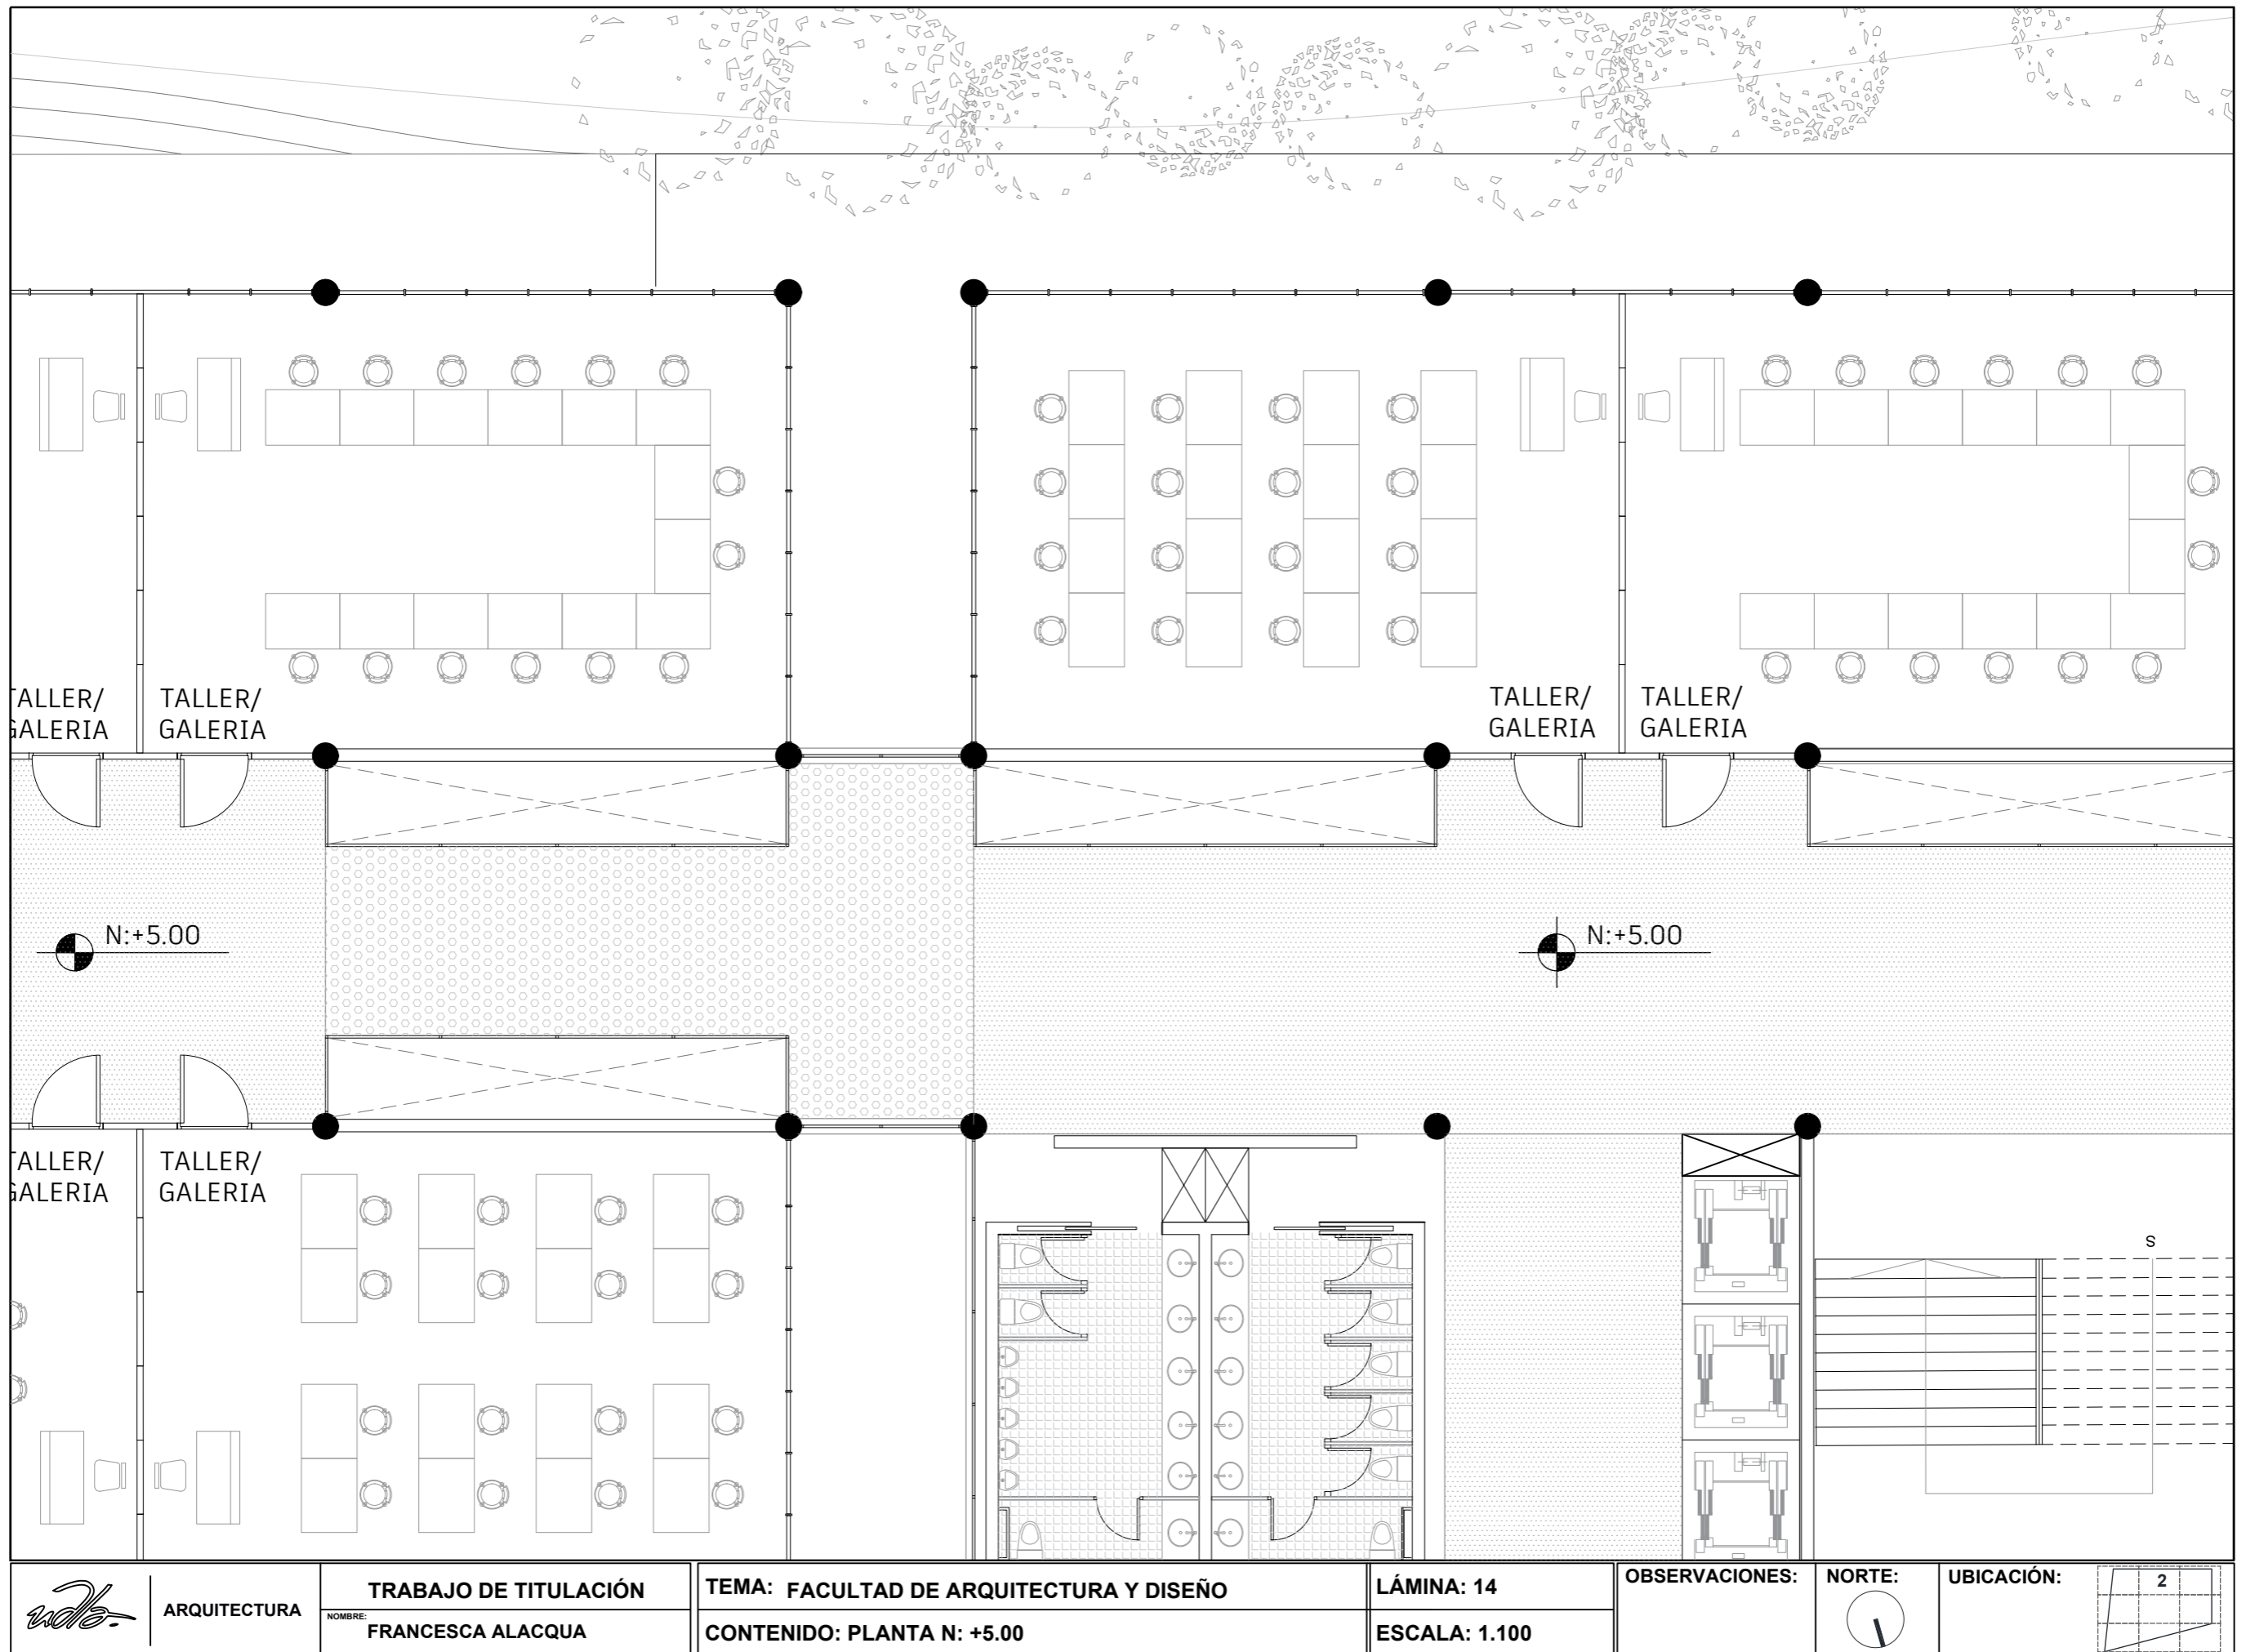 TALLER/
GALERIA
TALLER/
GALERIA
TALLER/
GALERIA
TALLER/
GALERIA
N:+5.00
N:+5.00
TALLER/
GALERIA
TALLER/
GALERIA
S
udla
ARQUITECTURA
TRABAJO DE TITULACIÓN
NOMBRE:
FRANCESCA ALACQUA
TEMA: FACULTAD DE ARQUITECTURA Y DISEÑO
CONTENIDO: PLANTA N: +5.00
LÁMINA: 14
ESCALA: 1.100
OBSERVACIONES:
NORTE:
UBICACIÓN:
2